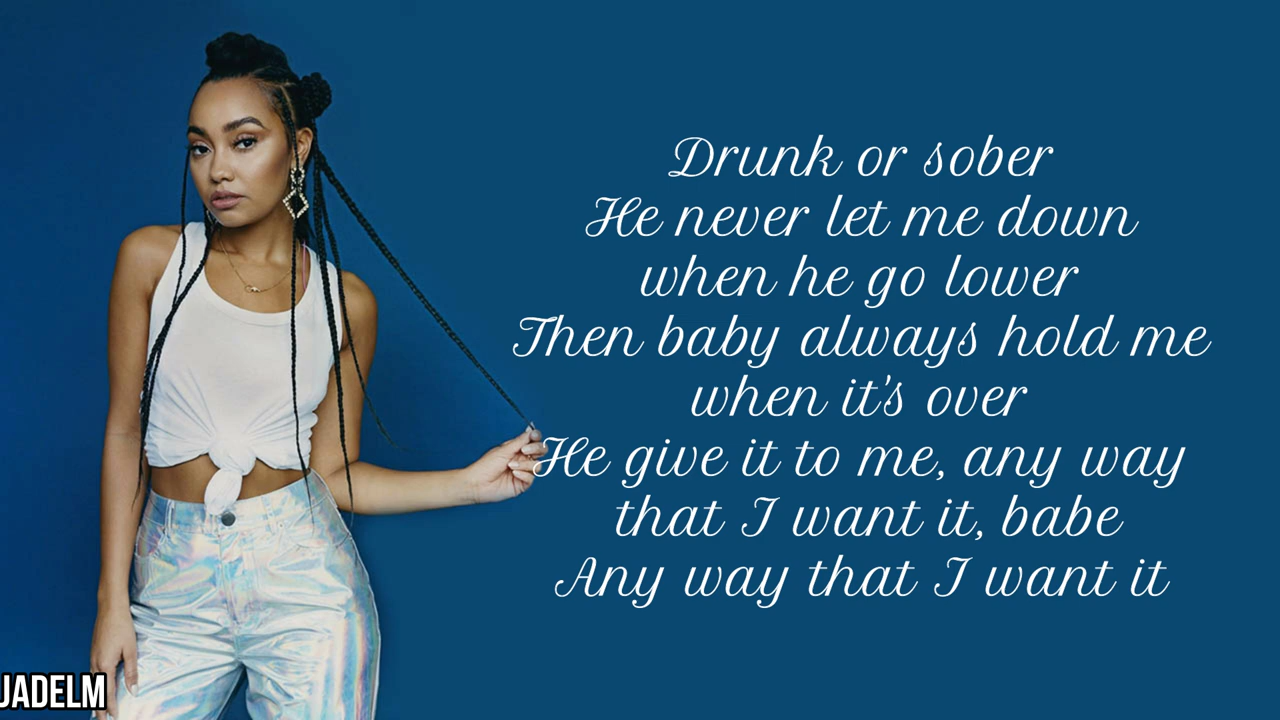 Drunk or sober
He never let me down
when he go lower
Then baby always hold me
when it's over
He give it to me, any way
that I want it, babe
Any way that I want it
JADELM